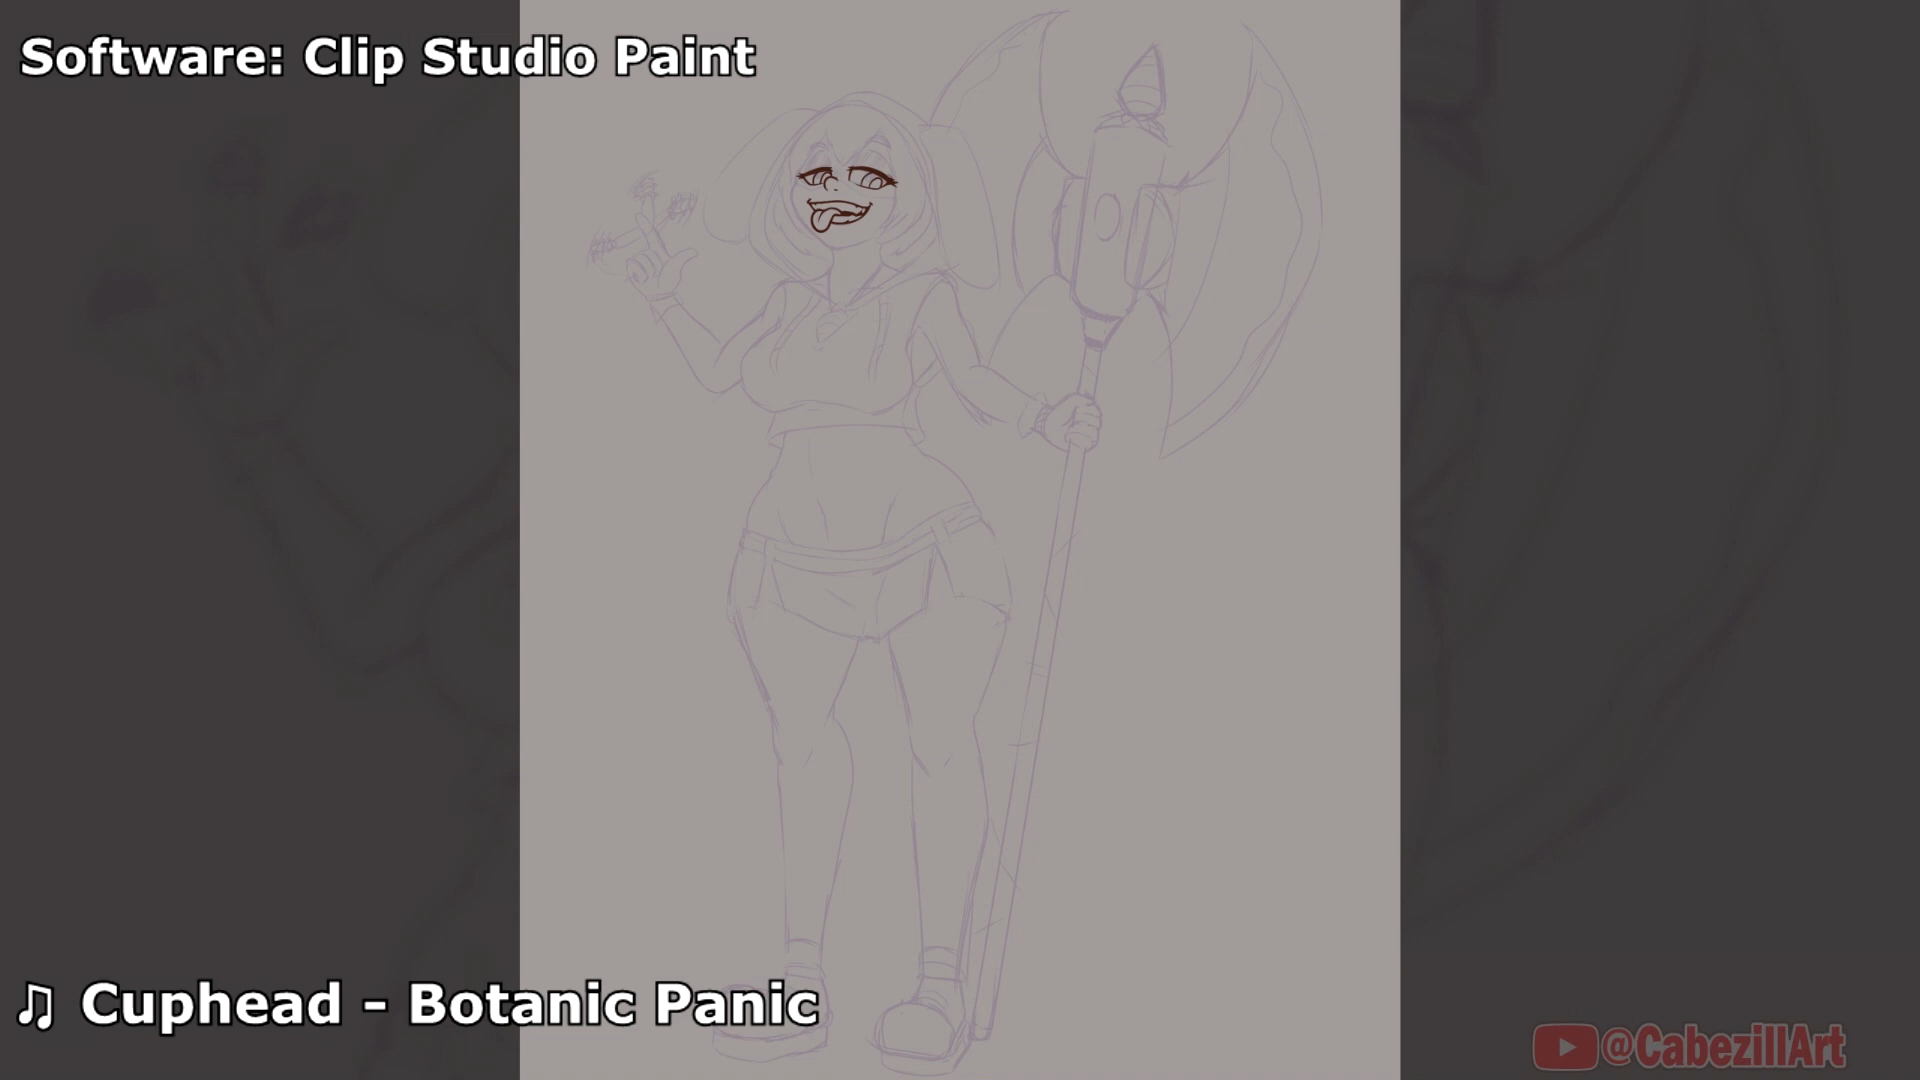 Software: Clip Studio Paint
♫ Cuphead - Botanic Panic
@CabezillArt